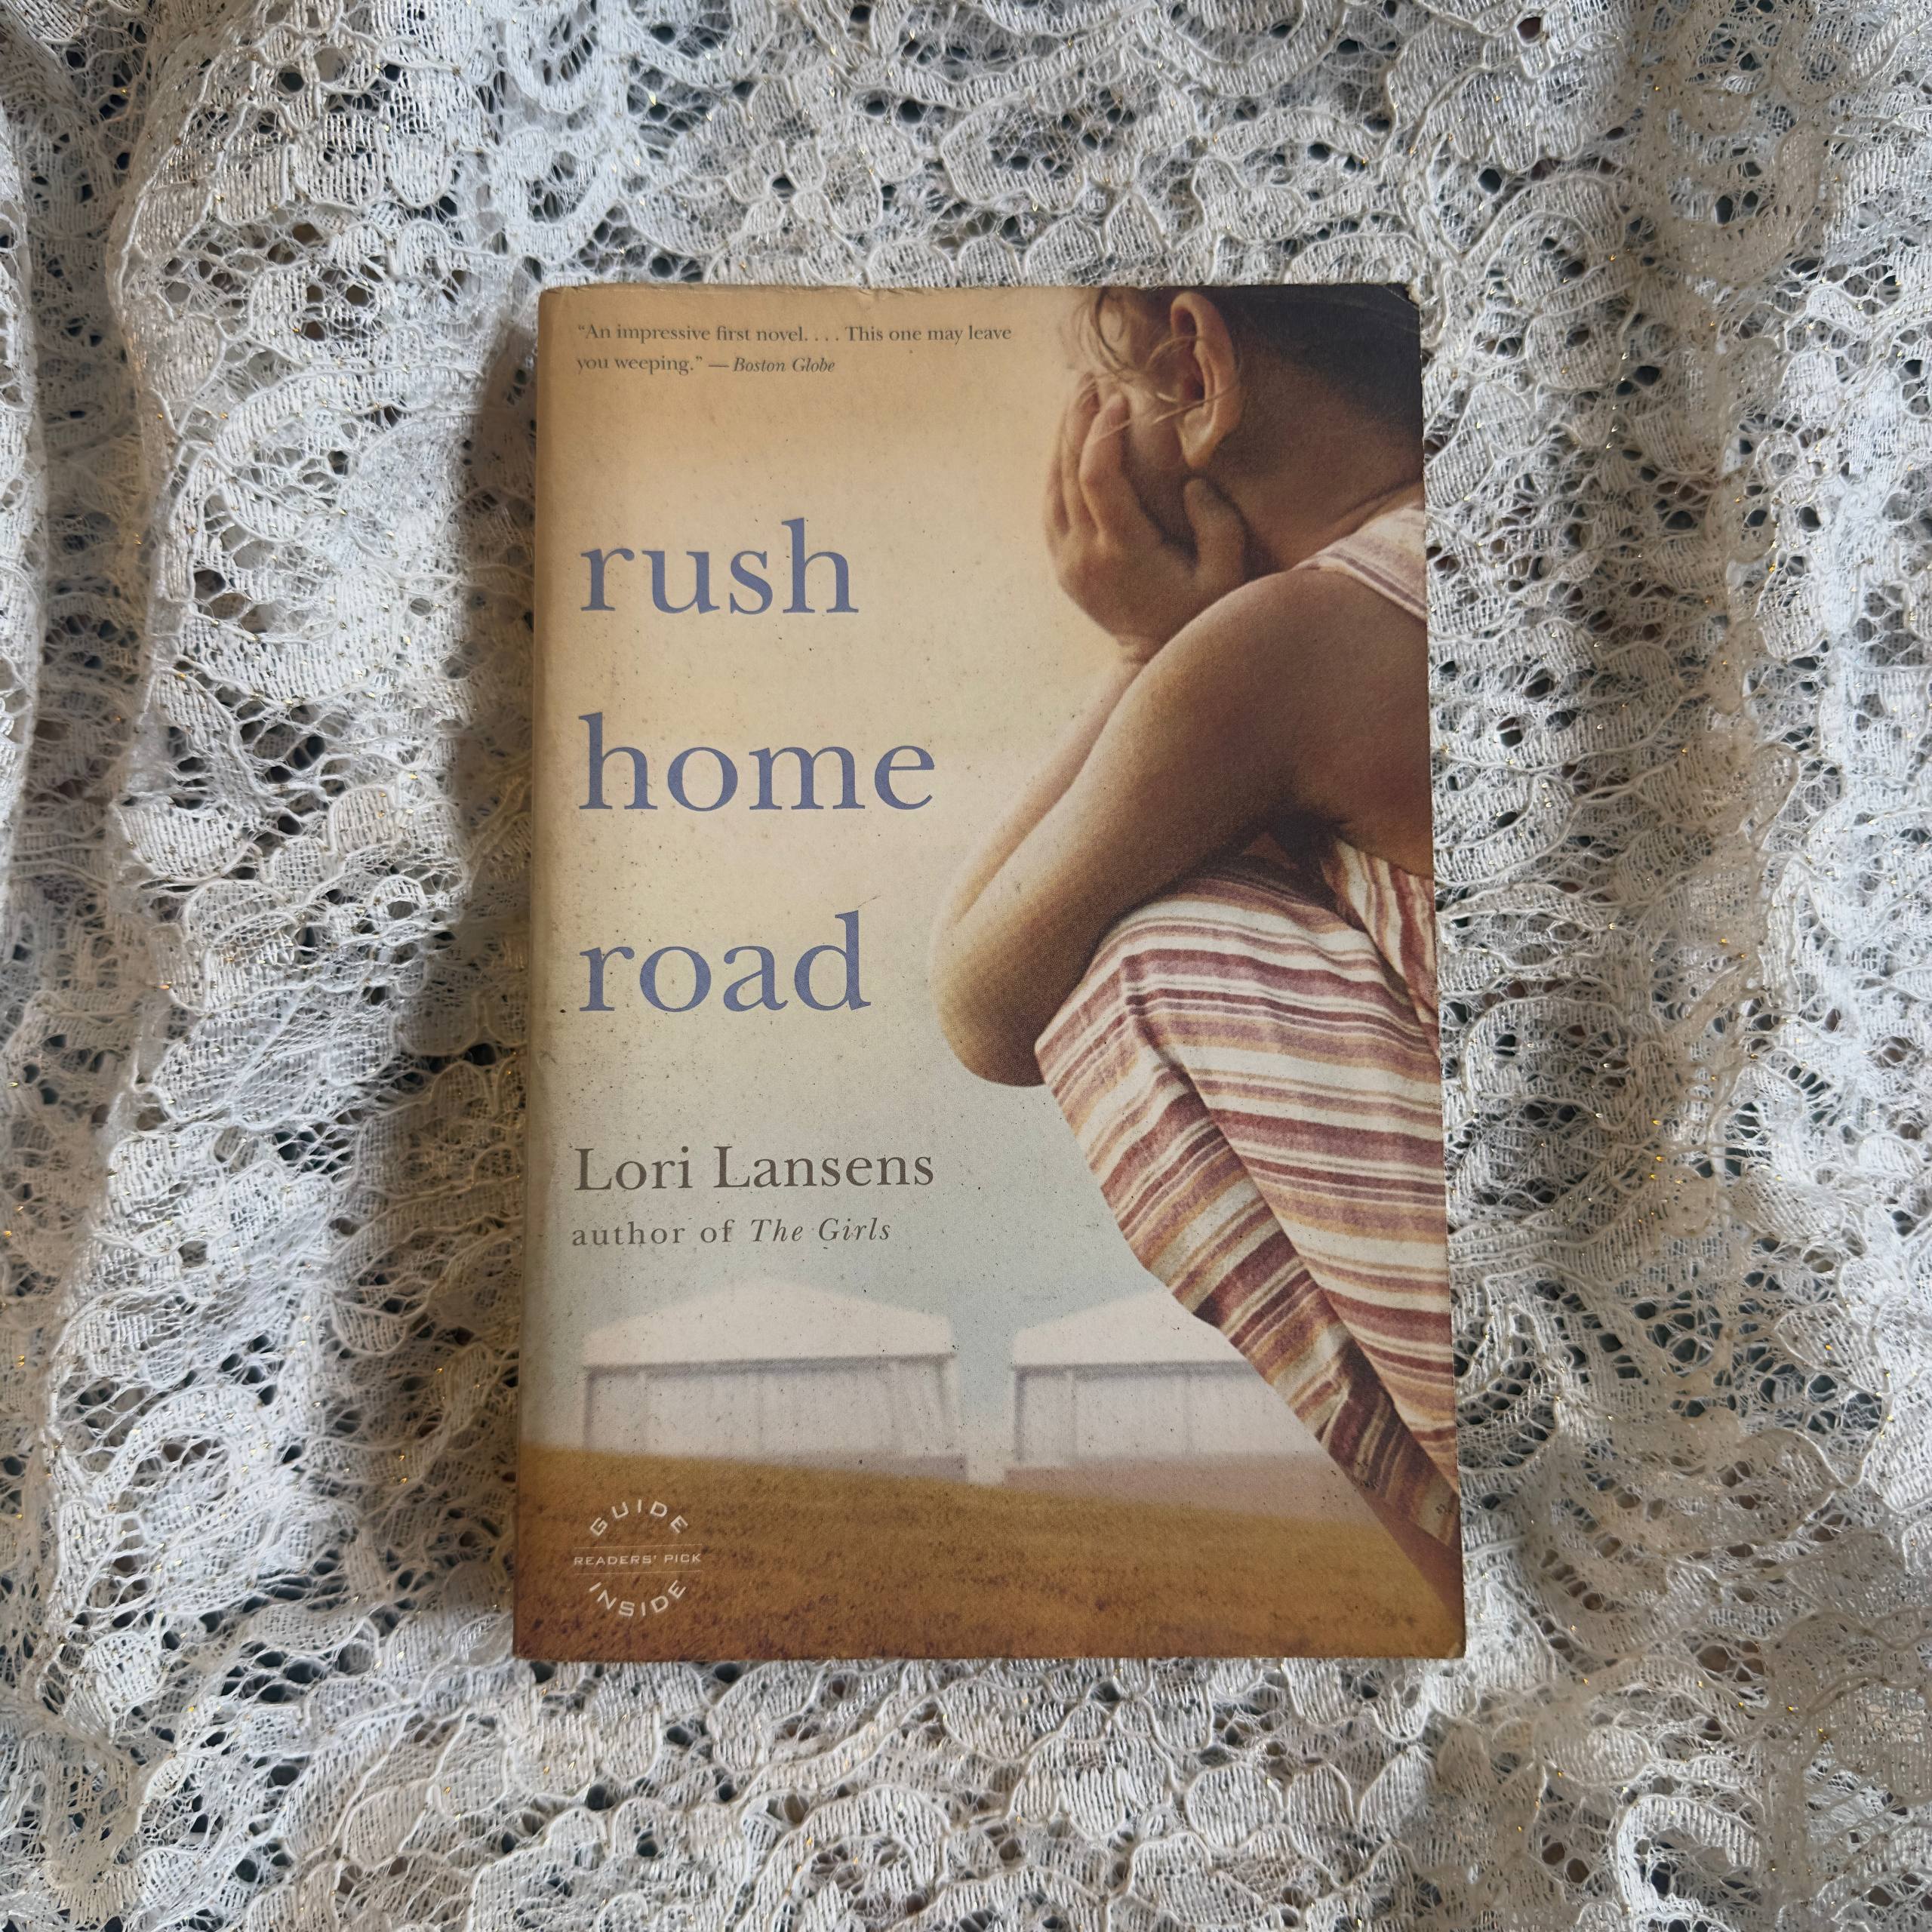 “An impressive first novel. . . . This one may leave
you weeping.” — Boston Globe
rush
home
road
Lori Lansens
author of The Girls
GUIDE
READERS’ PICK
INSIDE